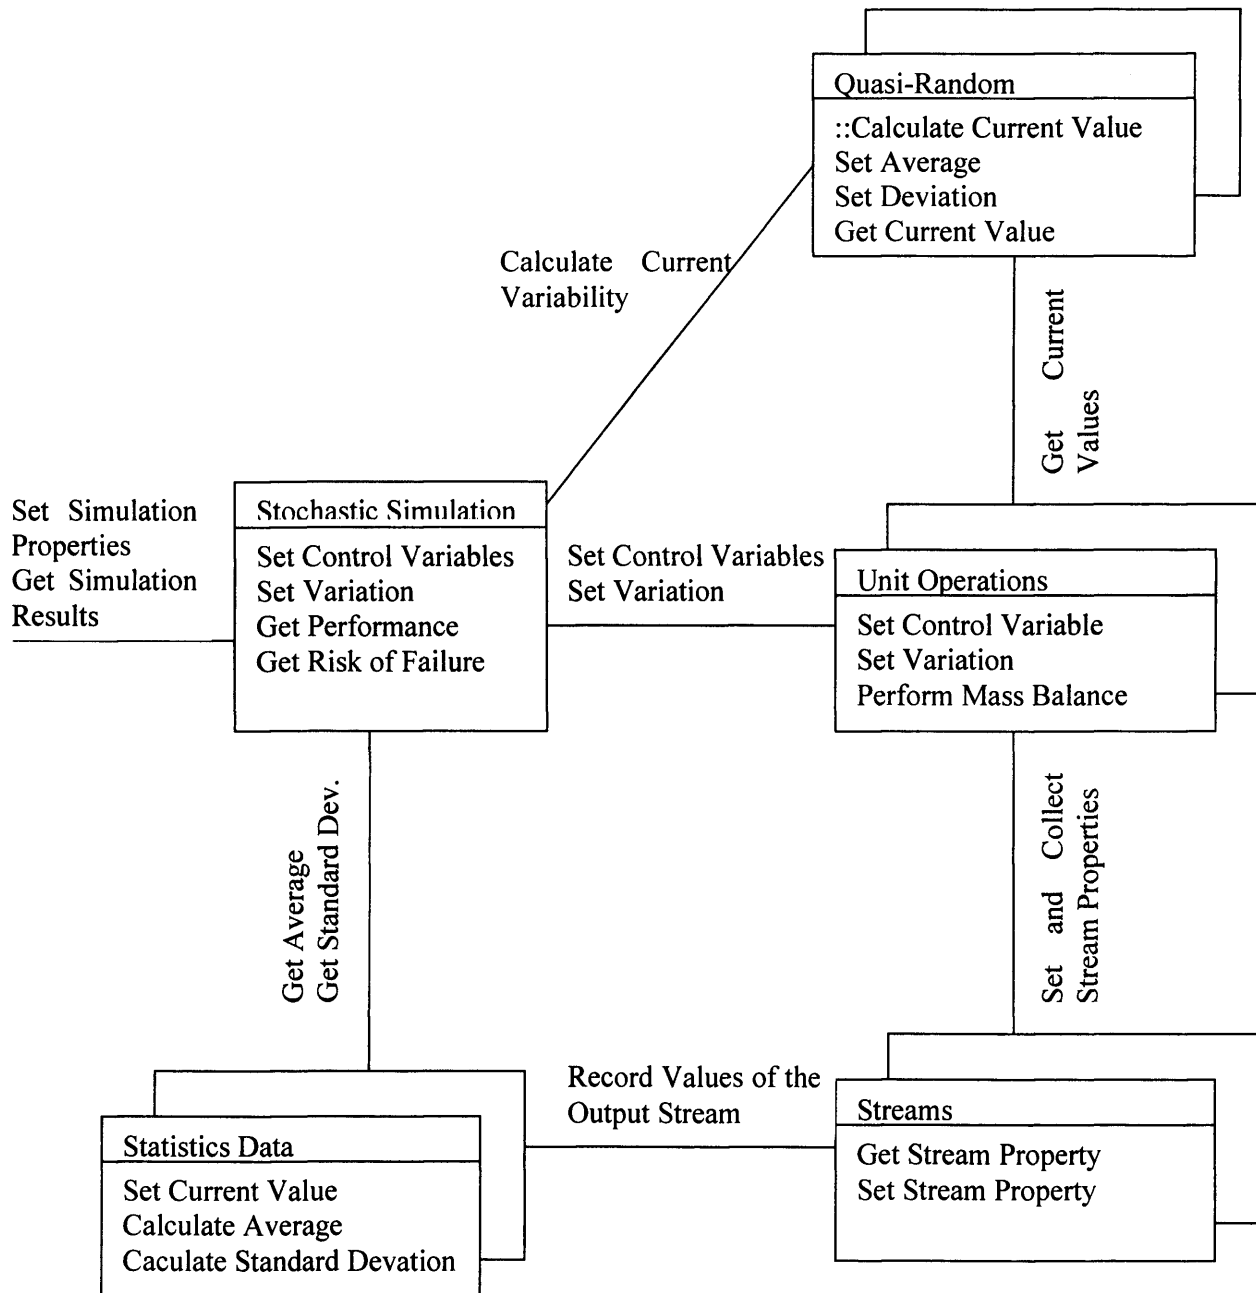 Quasi-Random
::Calculate Current Value
Set Average
Set Deviation
Get Current Value
Calculate Current
Variability
Get Current
Values
Set Simulation
Properties
Get Simulation
Results
Stochastic Simulation
Set Control Variables
Set Variation
Get Performance
Get Risk of Failure
Set Control Variables
Set Variation
Unit Operations
Set Control Variable
Set Variation
Perform Mass Balance
Get Average
Get Standard Dev.
Set and Collect
Stream Properties
Record Values of the
Output Stream
Streams
Get Stream Property
Set Stream Property
Statistics Data
Set Current Value
Calculate Average
Caculate Standard Devation